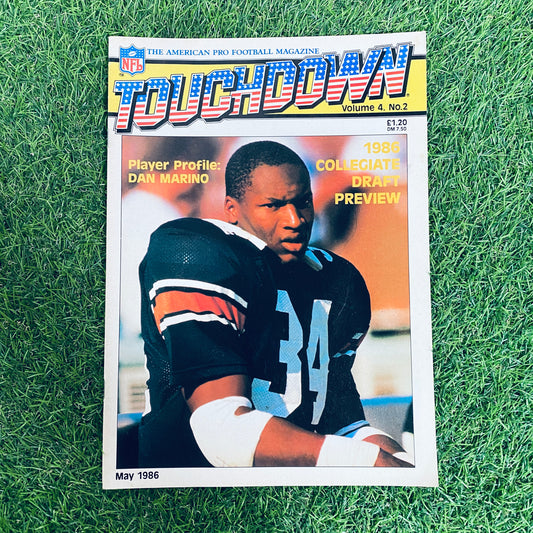 NFL
THE AMERICAN PRO FOOTBALL MAGAZINE
TOUCHDOWN
Volume 4, No.2
£1.20
DM 7.50
Player Profile:
DAN MARINO
1986
COLLEGIATE
DRAFT
PREVIEW
34
34
May 1986